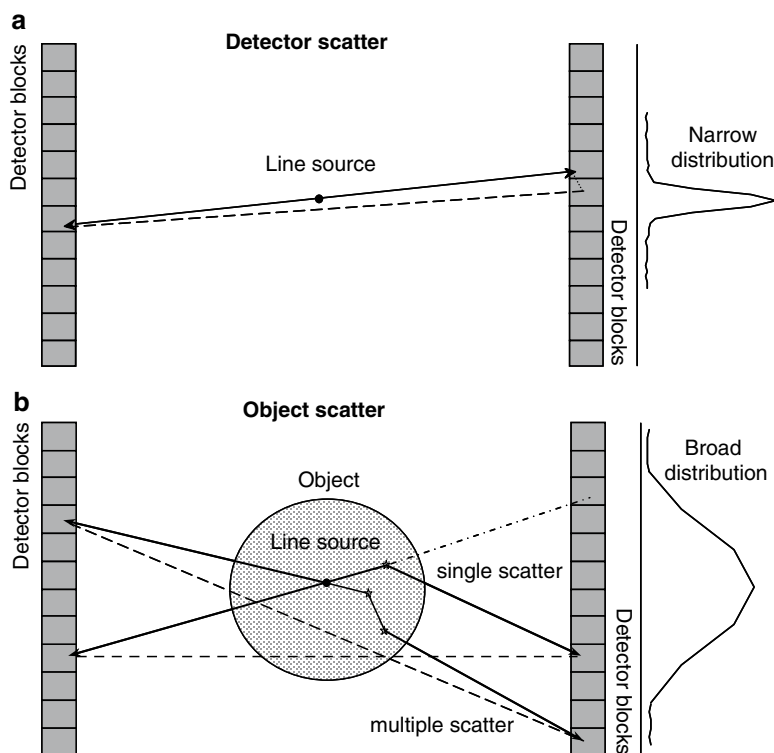 a
Detector scatter
Detector blocks
Line source
Detector blocks
Narrow
distribution
b
Object scatter
Detector blocks
Object
Line source
single scatter
multiple scatter
Detector blocks
Broad
distribution